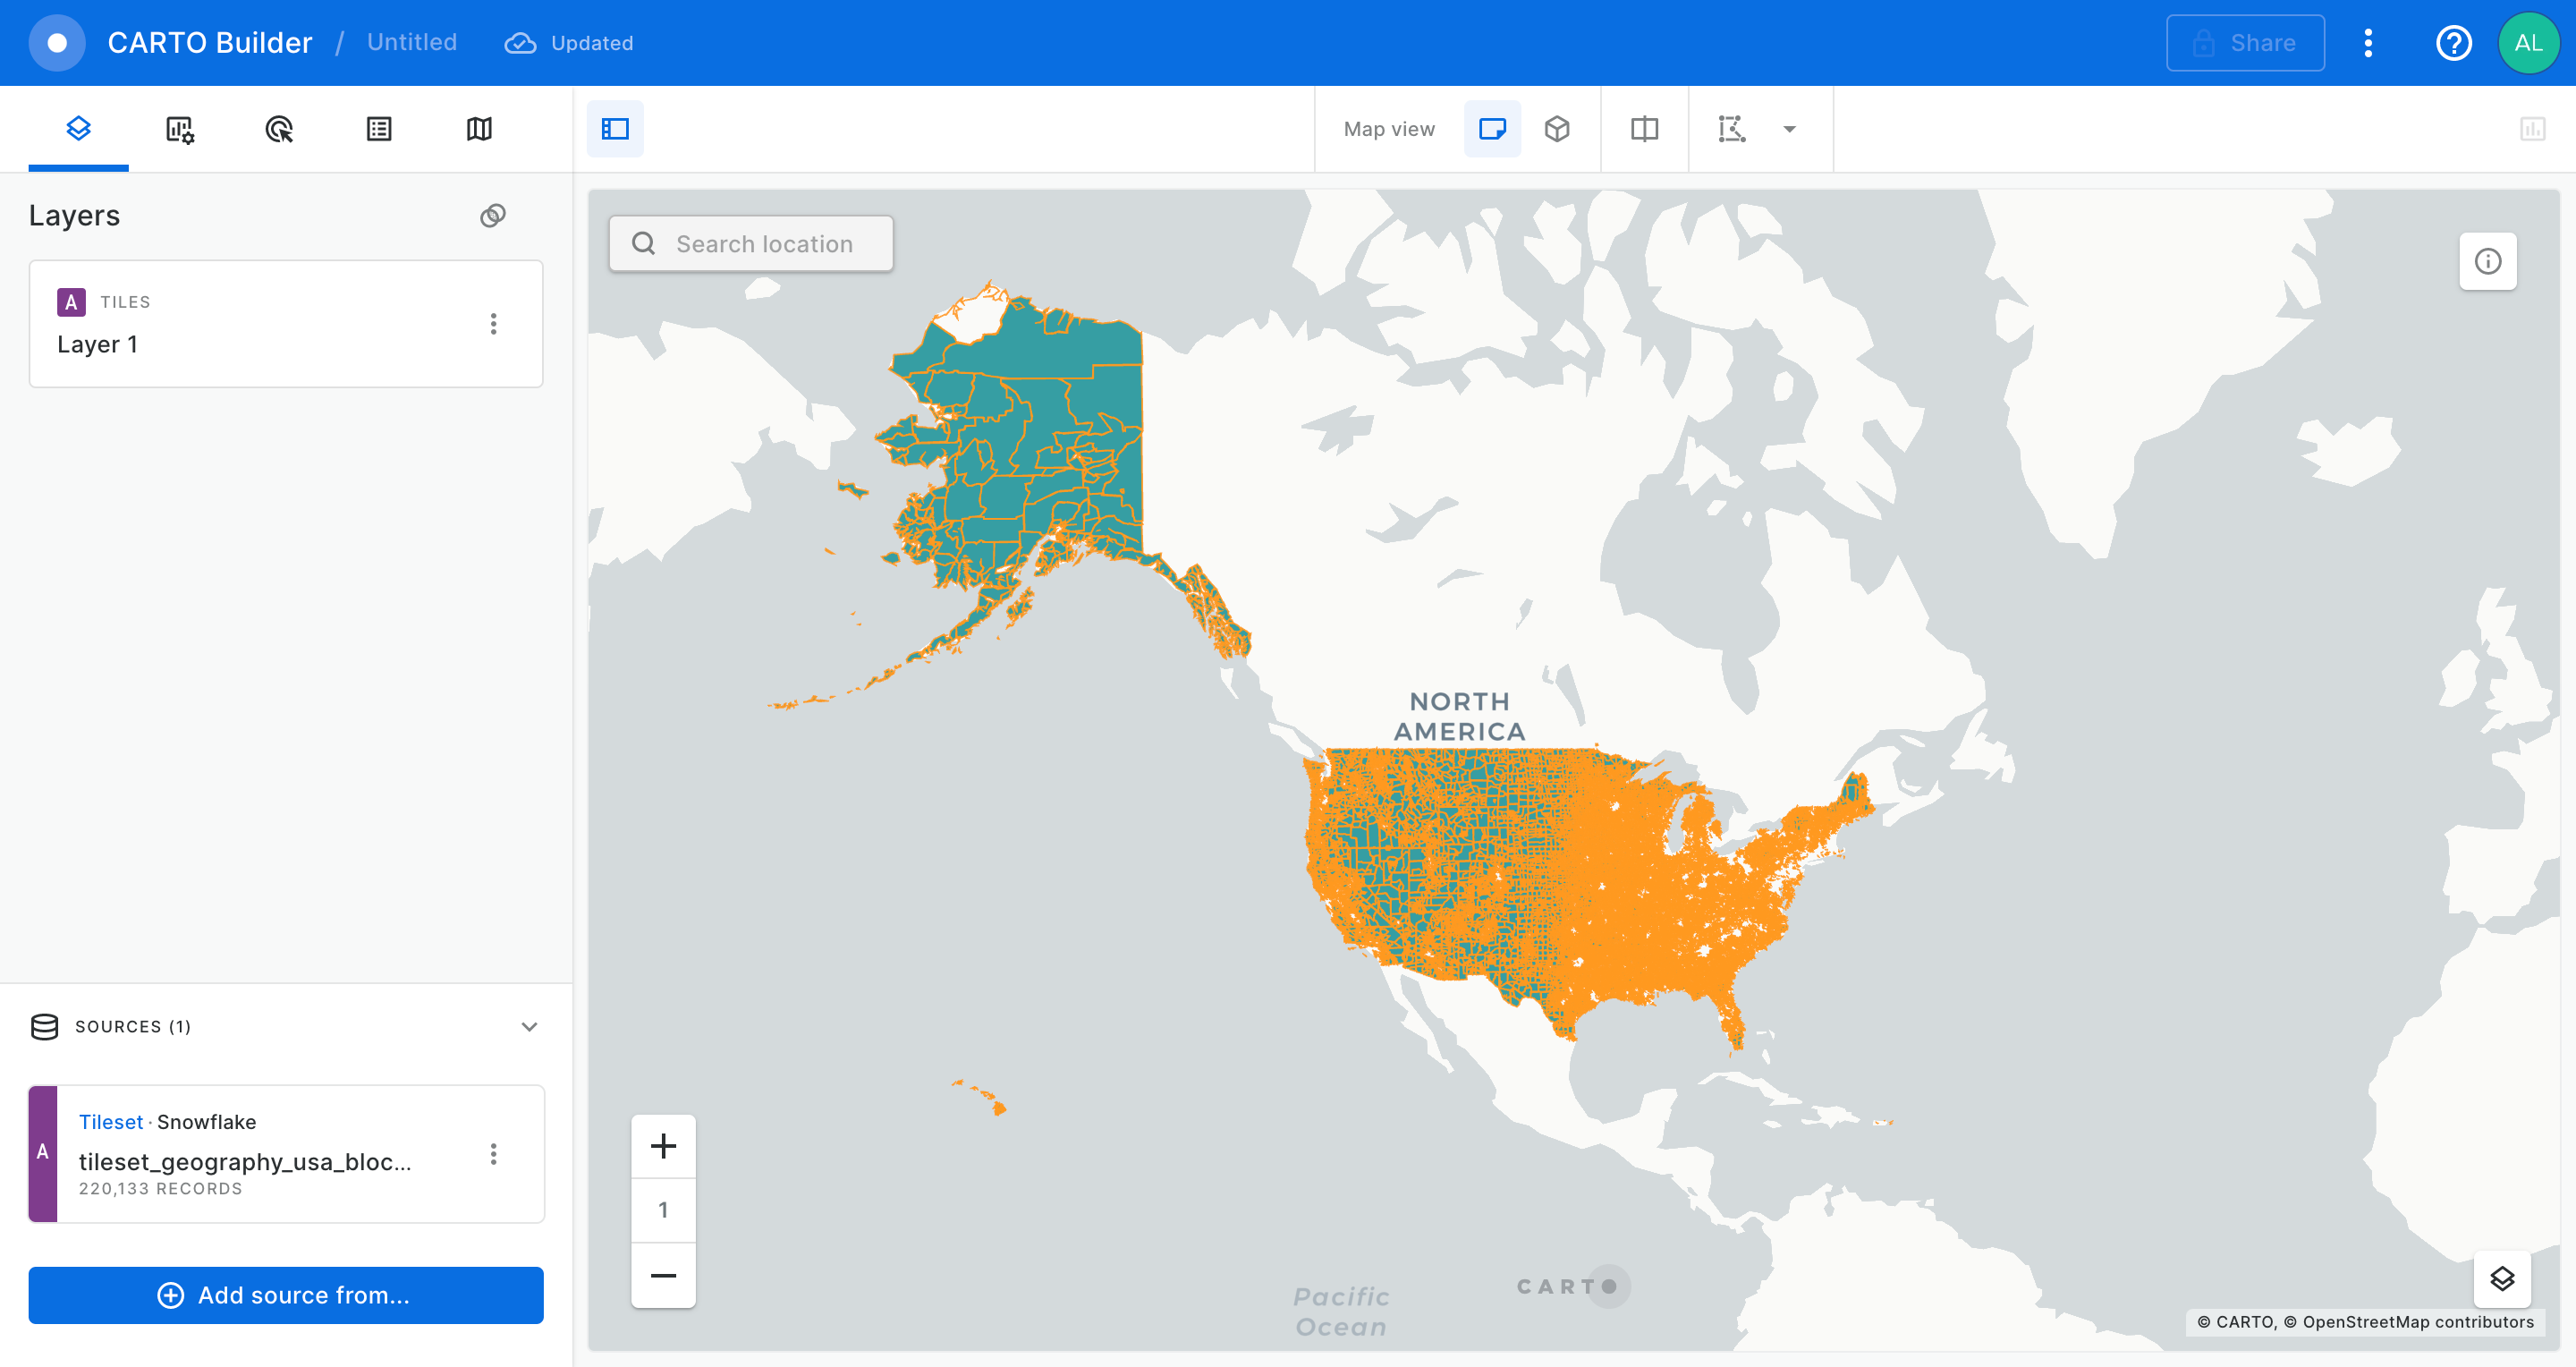 CARTO Builder / Untitled Updated Share AL
Map view
Layers
A TILES
Layer 1
Search location
NORTH
AMERICA
SOURCES (1)
A
Tileset · Snowflake
tileset_geography_usa_bloc...
220,133 RECORDS
Add source from...
1
Pacific
Ocean
CARTO
© CARTO, © OpenStreetMap contributors